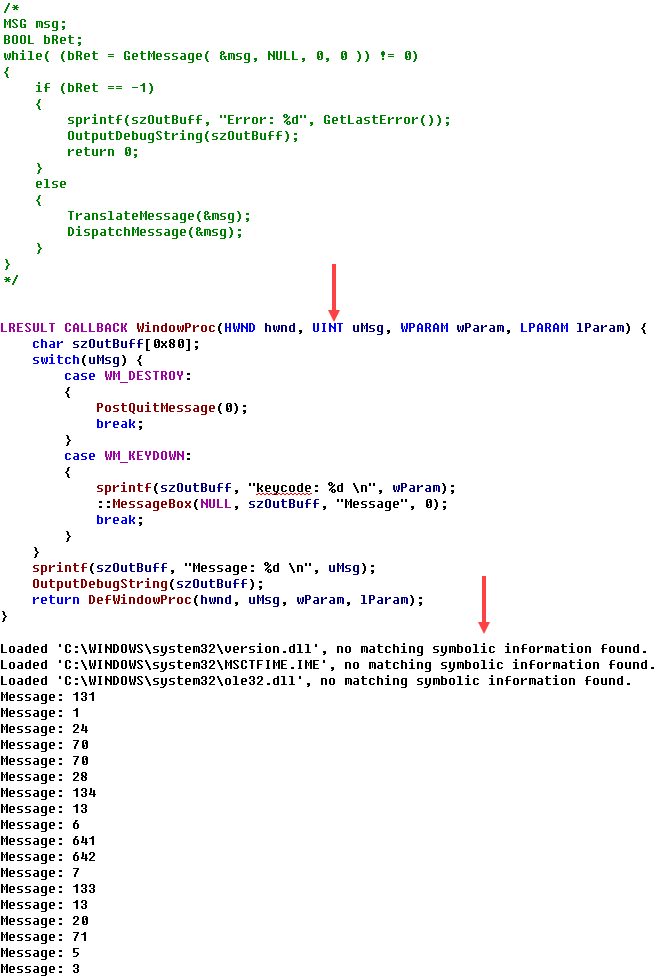 /*
MSG msg;
BOOL bRet;
while( (bRet = GetMessage( &msg, NULL, 0, 0 )) != 0)
{
    if (bRet == -1)
    {
        sprintf(szOutBuff, "Error: %d", GetLastError());
        OutputDebugString(szOutBuff);
        return 0;
    }
    else
    {
        TranslateMessage(&msg);
        DispatchMessage(&msg);
    }
}
*/
LRESULT CALLBACK WindowProc(HWND hwnd, UINT uMsg, WPARAM wParam, LPARAM lParam) {
    char szOutBuff[0x80];
    switch(uMsg) {
        case WM_DESTROY:
        {
            PostQuitMessage(0);
            break;
        }
        case WM_KEYDOWN:
        {
            sprintf(szOutBuff, "keycode: %d \n", wParam);
            ::MessageBox(NULL, szOutBuff, "Message", 0);
            break;
        }
    }
    sprintf(szOutBuff, "Message: %d \n", uMsg);
    OutputDebugString(szOutBuff);
    return DefWindowProc(hwnd, uMsg, wParam, lParam);
}
Loaded 'C:\WINDOWS\system32\version.dll', no matching symbolic information found.
Loaded 'C:\WINDOWS\system32\MSCTFIME.IME', no matching symbolic information found.
Loaded 'C:\WINDOWS\system32\ole32.dll', no matching symbolic information found.
Message: 131
Message: 1
Message: 24
Message: 70
Message: 70
Message: 28
Message: 134
Message: 13
Message: 6
Message: 641
Message: 642
Message: 7
Message: 133
Message: 13
Message: 20
Message: 71
Message: 5
Message: 3